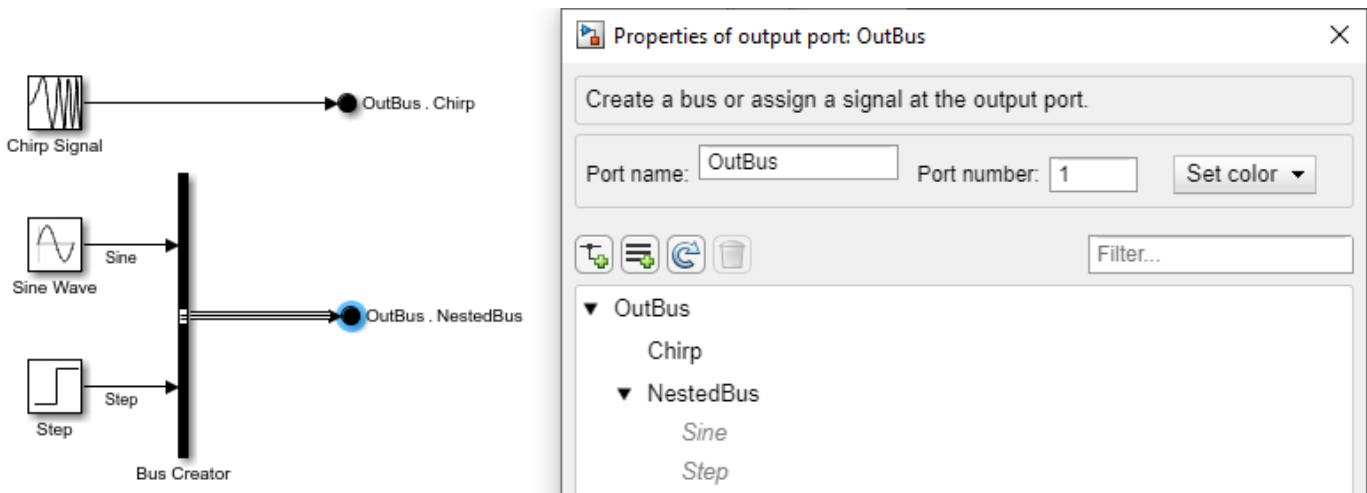 OutBus . Chirp
Chirp Signal
Sine
Sine Wave
OutBus . NestedBus
Step
Step
Bus Creator
Properties of output port: OutBus
Create a bus or assign a signal at the output port.
Port name: OutBus Port number: 1 Set color
Filter...
OutBus
Chirp
NestedBus
Sine
Step